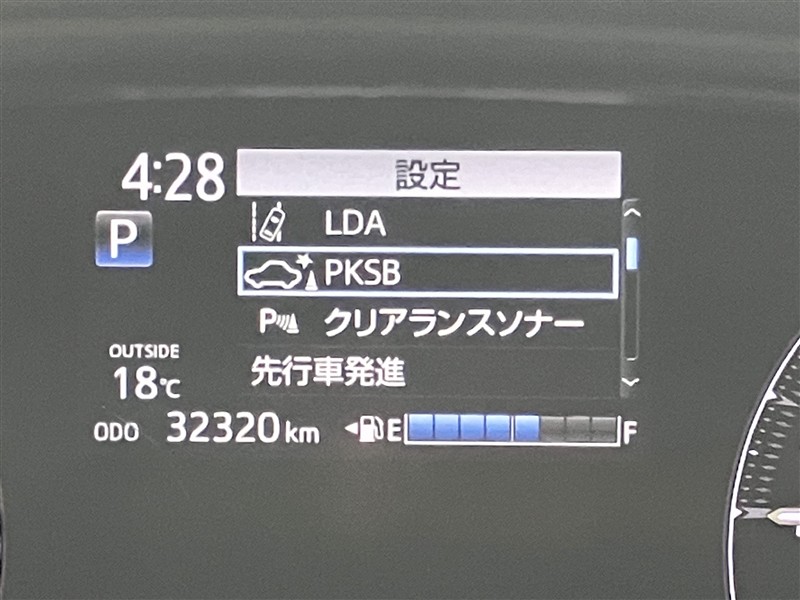 4:28
設定
P
LDA
PKSB
P クリアランスソナー
先行車発進
OUTSIDE
18℃
ODO 32320 km
E F